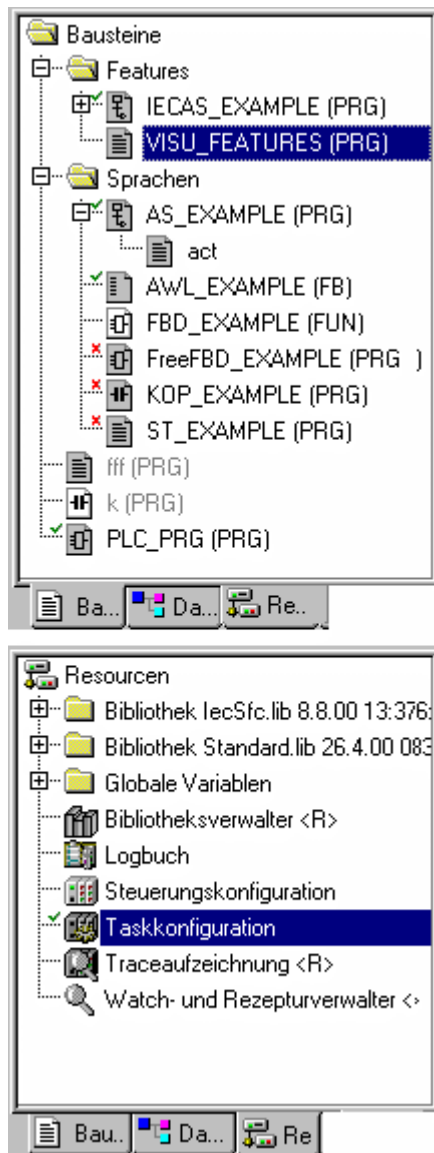 Bausteine
Features
IECAS_EXAMPLE (PRG)
VISU_FEATURES (PRG)
Sprachen
AS_EXAMPLE (PRG)
act
AWL_EXAMPLE (FB)
FBD_EXAMPLE (FUN)
FreeFBD_EXAMPLE (PRG )
KOP_EXAMPLE (PRG)
ST_EXAMPLE (PRG)
fff (PRG)
k (PRG)
PLC_PRG (PRG)
Ba... Da... Re..
Resourcen
Bibliothek IecSfc.lib 8.8.00 13:376:
Bibliothek Standard.lib 26.4.00 083
Globale Variablen
Bibliotheksverwalter <R>
Logbuch
Steuerungskonfiguration
Taskkonfiguration
Traceaufzeichnung <R>
Watch- und Rezepturverwalter <>
Bau.. Da... Re